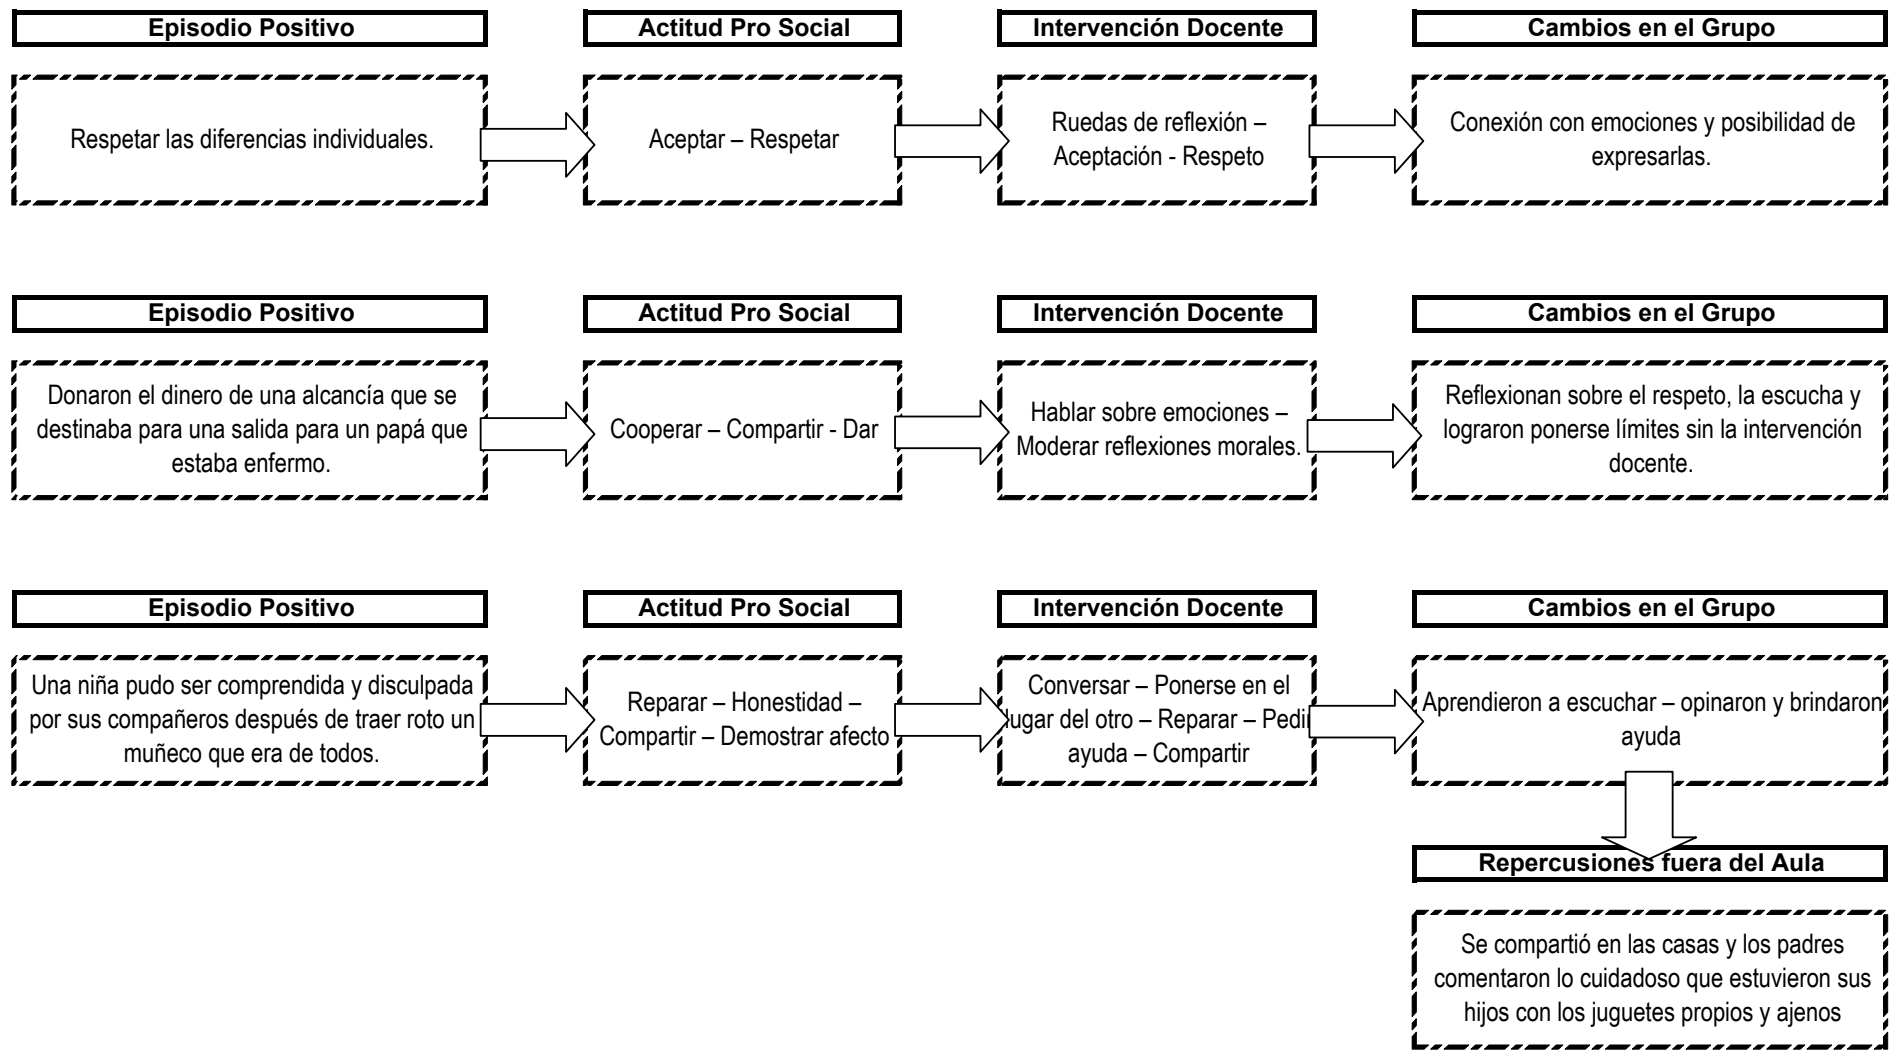 Episodio Positivo
Actitud Pro Social
Intervención Docente
Cambios en el Grupo
Respetar las diferencias individuales.
Aceptar – Respetar
Ruedas de reflexión –
Aceptación - Respeto
Conexión con emociones y posibilidad de
expresarlas.
Episodio Positivo
Actitud Pro Social
Intervención Docente
Cambios en el Grupo
Donaron el dinero de una alcancía que se
destinaba para una salida para un papá que
estaba enfermo.
Cooperar – Compartir - Dar
Hablar sobre emociones –
Moderar reflexiones morales.
Reflexionan sobre el respeto, la escucha y
lograron ponerse límites sin la intervención
docente.
Episodio Positivo
Actitud Pro Social
Intervención Docente
Cambios en el Grupo
Una niña pudo ser comprendida y disculpada
por sus compañeros después de traer roto un
muñeco que era de todos.
Reparar – Honestidad –
Compartir – Demostrar afecto
Conversar – Ponerse en el
lugar del otro – Reparar – Pedir
ayuda – Compartir
Aprendieron a escuchar – opinaron y brindaron
ayuda
Repercusiones fuera del Aula
Se compartió en las casas y los padres
comentaron lo cuidadoso que estuvieron sus
hijos con los juguetes propios y ajenos